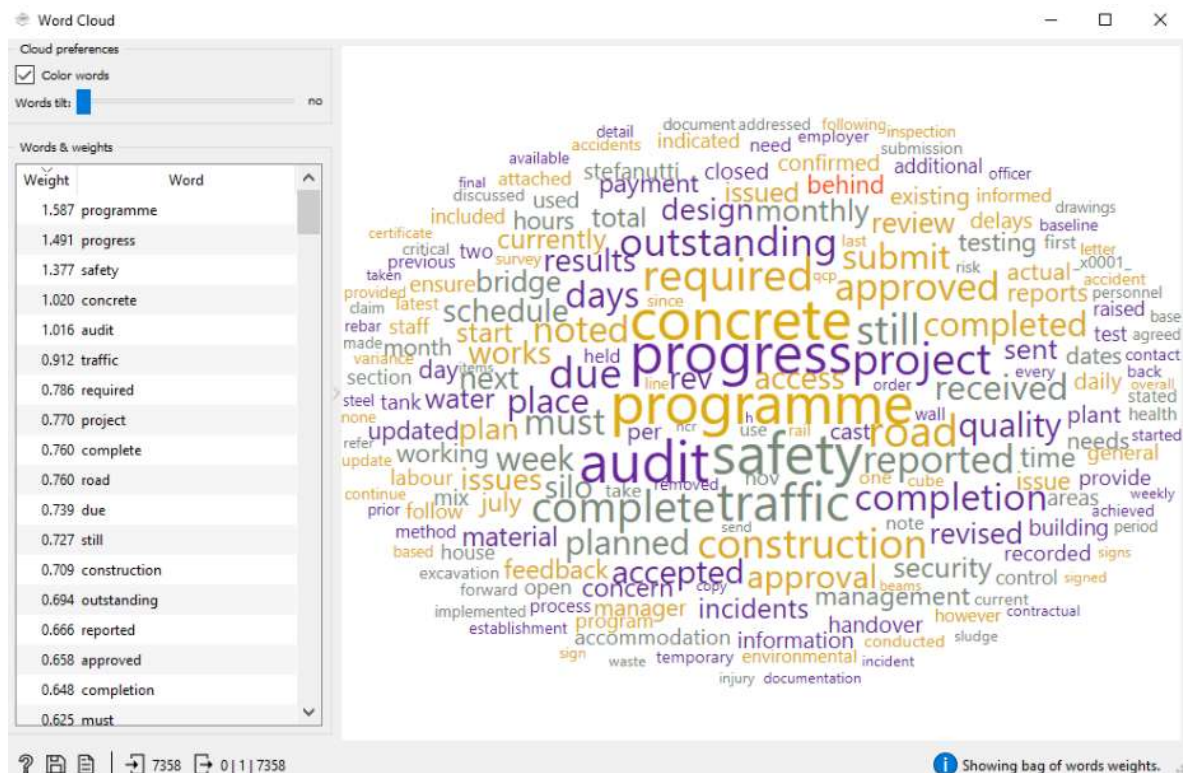 Word Cloud
Cloud preferences
Color words
Words tilt: no
Words & weights
Weight Word
1.587 programme
1.491 progress
1.377 safety
1.020 concrete
1.016 audit
0.912 traffic
0.786 required
0.770 project
0.760 complete
0.760 road
0.739 due
0.727 still
0.709 construction
0.694 outstanding
0.666 reported
0.658 approved
0.648 completion
0.625 must
? 7358 0|1|7358
document addressed following
detail accidents indicated need employer inspection
available submission
stefanutti closed confirmed additional officer
final attached payment issued behind existing informed
discussed used drawings
included hours total design monthly review delays baseline
certificate currently outstanding last testing first letter
critical two submit _x0001_
previous survey results required risk actual accident
taken ensure bridge days qcp approved reports personnel
provided since
claim latest schedule concrete still completed raised base
rebar staff start noted test agreed
made month works held progress project sent dates contact
variance day items due rev access every back
section next line order received daily overall
steel tank water place programme wall stated
none must h plant health
updated plan per ncr use rail cast road quality needs started
refer working week audit safety reported time general
update
labour issues silo removed nov one cube issue provide
continue mix take complete traffic completion areas weekly
prior follow july achieved
method material send note revised building period
based house planned construction recorded signs
excavation feedback accepted approval security control signed
forward open concern copy beams management current
implemented process manager incidents however contractual
establishment program handover
accommodation information conducted sludge
sign waste temporary environmental incident
injury documentation
Showing bag of words weights.